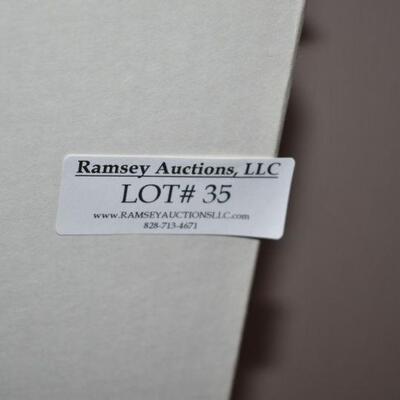 Ramsey Auctions, LLC
LOT# 35
www.RAMSEYAUCTIONSLLC.com
828-713-4671